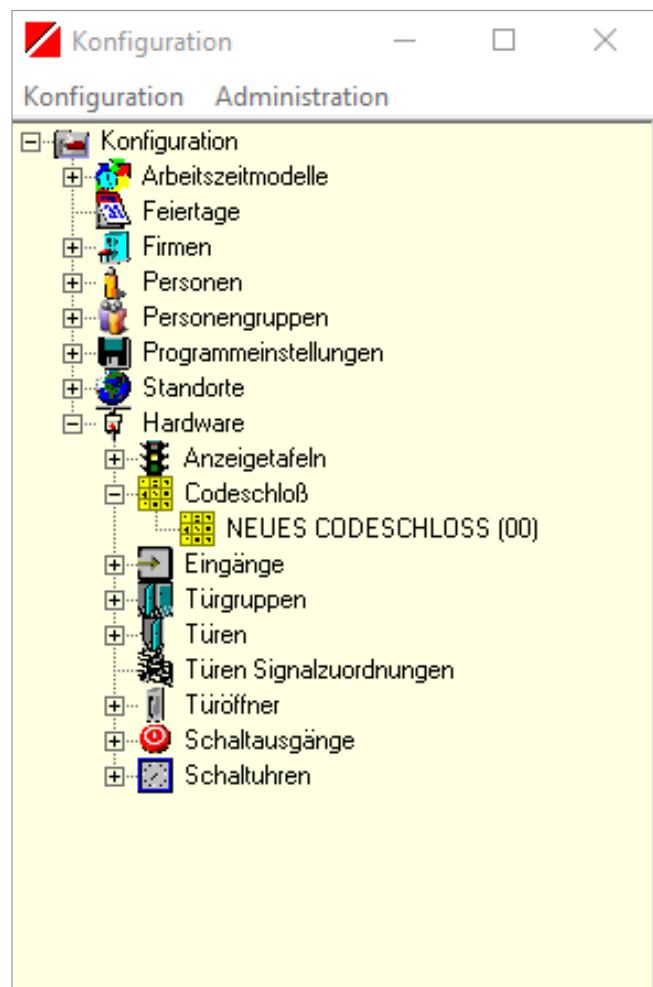 Konfiguration
Konfiguration Administration
Konfiguration
Arbeitszeitmodelle
Feiertage
Firmen
Personen
Personengruppen
Programmeinstellungen
Standorte
Hardware
Anzeigetafeln
Codeschloß
NEUES CODESCHLOSS (00)
Eingänge
Türgruppen
Türen
Türen Signalzuordnungen
Türöffner
Schaltausgänge
Schaltuhren